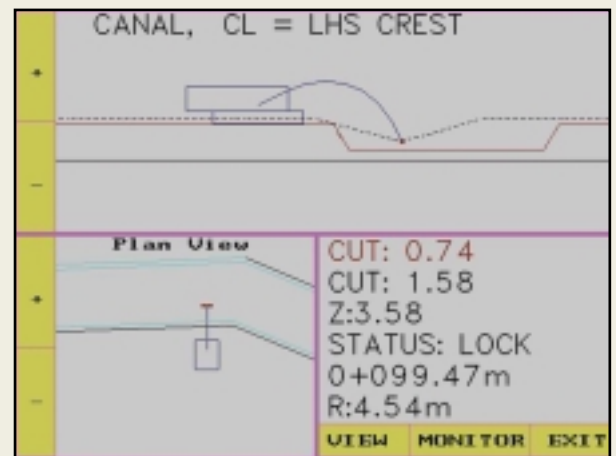 CANAL, CL = LHS CREST
+
−
Plan View
+
−
CUT: 0.74
CUT: 1.58
Z:3.58
STATUS: LOCK
0+099.47m
R:4.54m
VIEW MONITOR EXIT